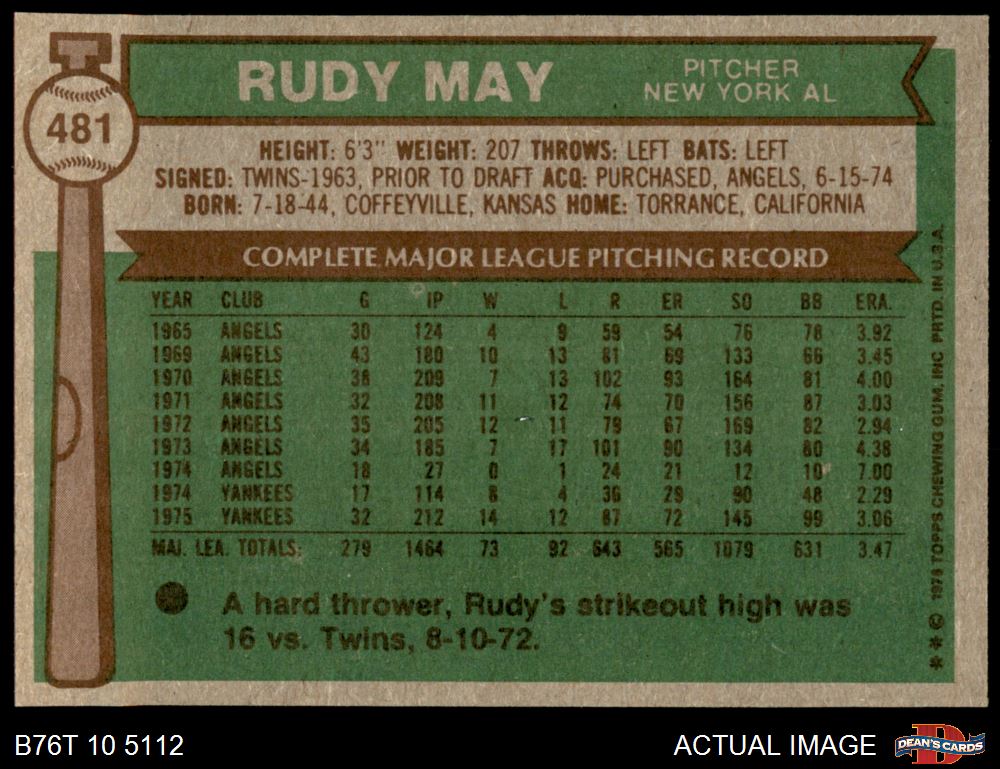 T
481
RUDY MAY
PITCHER
NEW YORK AL
HEIGHT: 6'3" WEIGHT: 207 THROWS: LEFT BATS: LEFT
SIGNED: TWINS-1963, PRIOR TO DRAFT ACQ: PURCHASED, ANGELS, 6-15-74
BORN: 7-18-44, COFFEYVILLE, KANSAS HOME: TORRANCE, CALIFORNIA
COMPLETE MAJOR LEAGUE PITCHING RECORD
YEAR CLUB G IP W L R ER SO BB ERA.
1965 ANGELS 30 124 4 9 59 54 76 78 3.92
1969 ANGELS 43 180 10 13 81 69 133 66 3.45
1970 ANGELS 38 209 7 13 102 93 164 81 4.00
1971 ANGELS 32 208 11 12 74 70 156 87 3.03
1972 ANGELS 35 205 12 11 79 67 169 82 2.94
1973 ANGELS 34 185 7 17 101 90 134 80 4.38
1974 ANGELS 18 27 0 1 24 21 12 10 7.00
1974 YANKEES 17 114 8 4 36 29 90 48 2.29
1975 YANKEES 32 212 14 12 87 72 145 99 3.06
MAJ. LEA. TOTALS: 279 1464 73 92 643 565 1079 631 3.47
A hard thrower, Rudy's strikeout high was
16 vs. Twins, 8-10-72.
* * © 1976 TOPPS CHEWING GUM, INC PRTD. IN U.S.A.
B76T 10 5112
ACTUAL IMAGE
D
DEAN'S CARDS